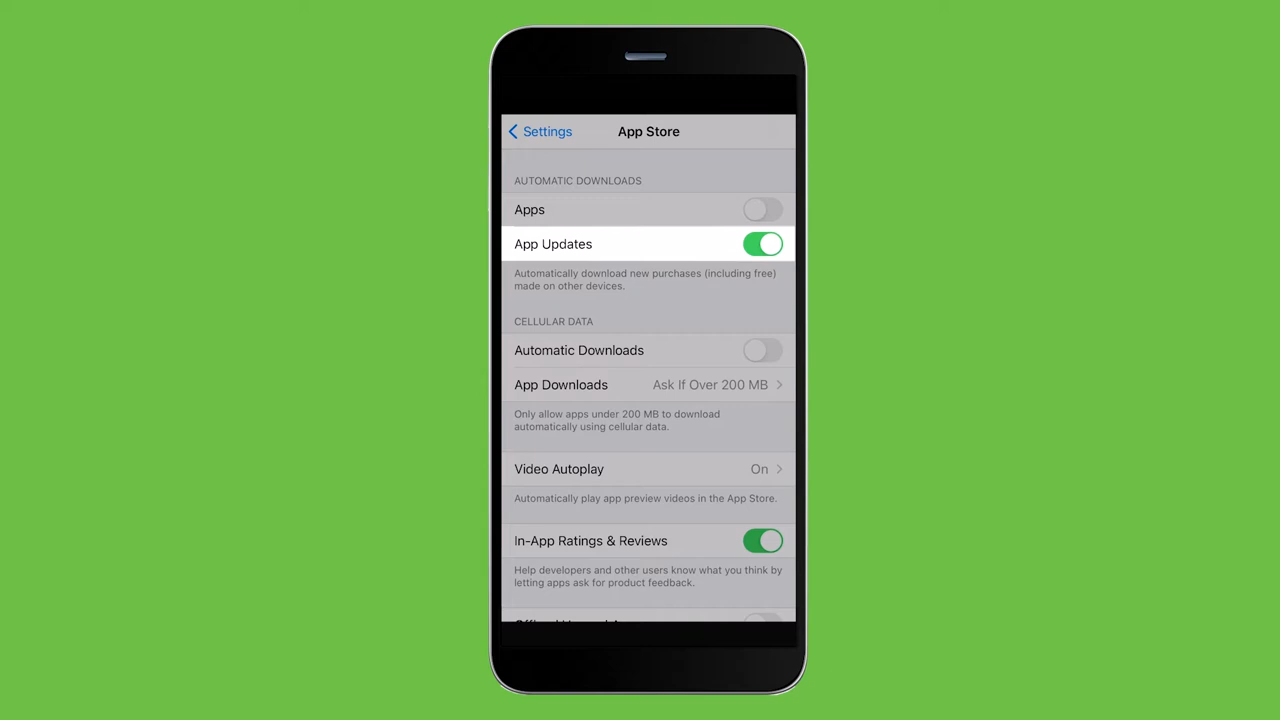 Settings
App Store
AUTOMATIC DOWNLOADS
Apps
App Updates
Automatically download new purchases (including free)
made on other devices.
CELLULAR DATA
Automatic Downloads
App Downloads Ask If Over 200 MB
Only allow apps under 200 MB to download
automatically using cellular data.
Video Autoplay On
Automatically play app preview videos in the App Store.
In-App Ratings & Reviews
Help developers and other users know what you think by
letting apps ask for product feedback.